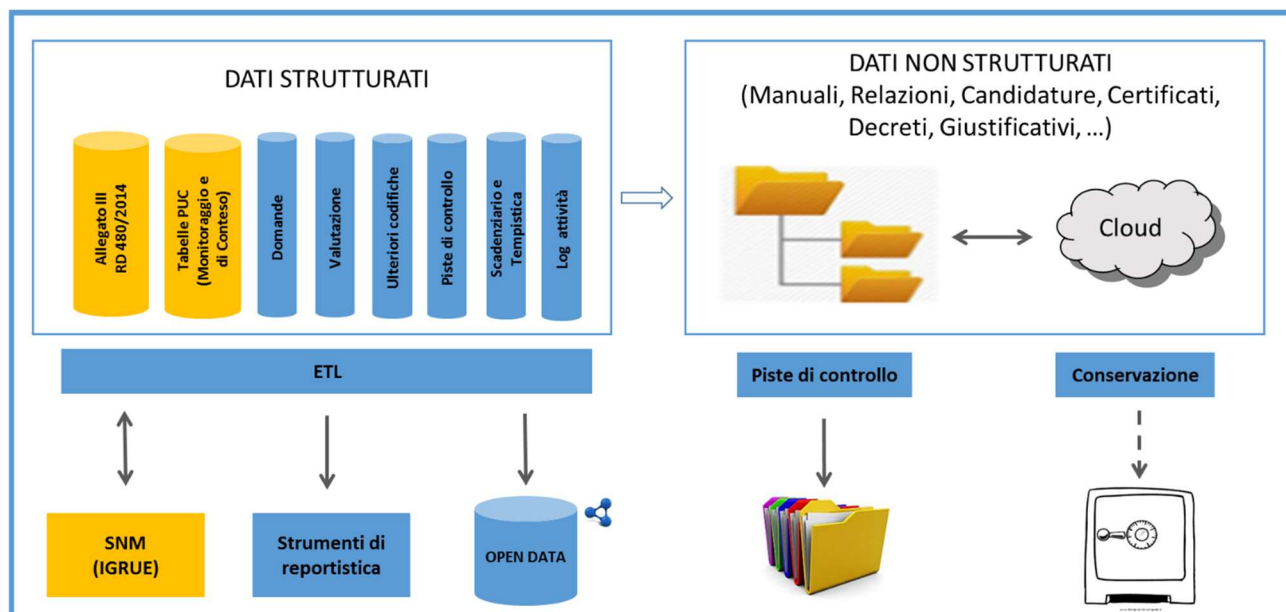 DATI STRUTTURATI
Allegato III
RD 480/2014
Tabelle PUC
(Monitoraggio e
di Conteso)
Domande
Valutazione
Ulteriori codifiche
Piste di controllo
Scadenziario e
Tempistica
Log attività
DATI NON STRUTTURATI
(Manuali, Relazioni, Candidature, Certificati,
Decreti, Giustificativi, ...)
Cloud
ETL
Piste di controllo
Conservazione
SNM
(IGRUE)
Strumenti di
reportistica
OPEN DATA